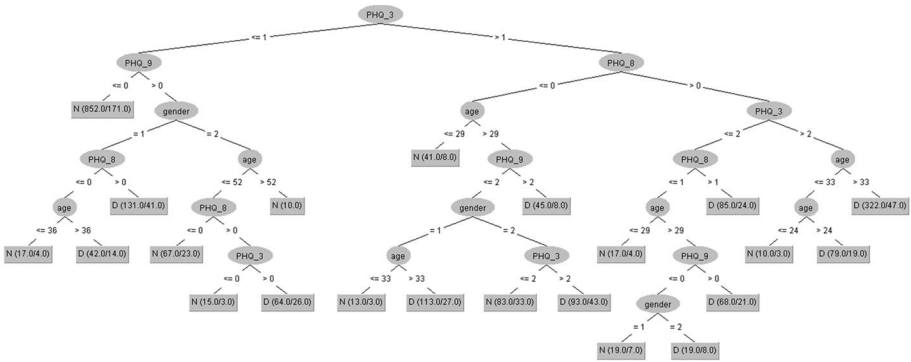 PHQ_3
<= 1 > 1
PHQ_9 PHQ_8
<= 0 > 0 <= 0 > 0
N (852.0/171.0) gender age PHQ_3
= 1 = 2 <= 29 > 29 <= 2 > 2
PHQ_8 age N (41.0/8.0) PHQ_9 PHQ_8 age
<= 0 > 0 <= 52 > 52 <= 2 > 2 <= 1 > 1 <= 33 > 33
age D (131.0/41.0) PHQ_8 N (10.0) gender D (45.0/8.0) age D (85.0/24.0) age D (322.0/47.0)
<= 36 > 36 <= 0 > 0 = 1 = 2 <= 29 > 29 <= 24 > 24
N (17.0/4.0) D (42.0/14.0) N (67.0/23.0) PHQ_3 age PHQ_3 N (17.0/4.0) PHQ_9 N (10.0/3.0) D (79.0/19.0)
<= 0 > 0 <= 33 > 33 <= 2 > 2 <= 0 > 0
N (15.0/3.0) D (64.0/26.0) N (13.0/3.0) D (113.0/27.0) N (83.0/33.0) D (93.0/43.0) gender D (68.0/21.0)
= 1 = 2
N (19.0/7.0) D (19.0/8.0)